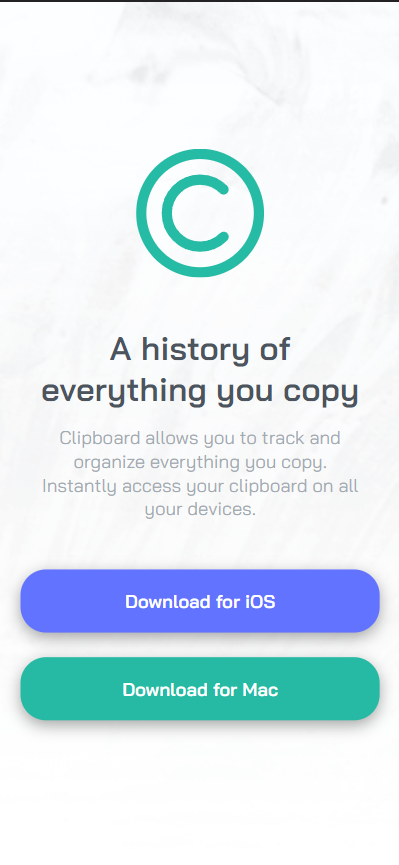 A history of
everything you copy
Clipboard allows you to track and
organize everything you copy.
Instantly access your clipboard on all
your devices.
Download for iOS
Download for Mac